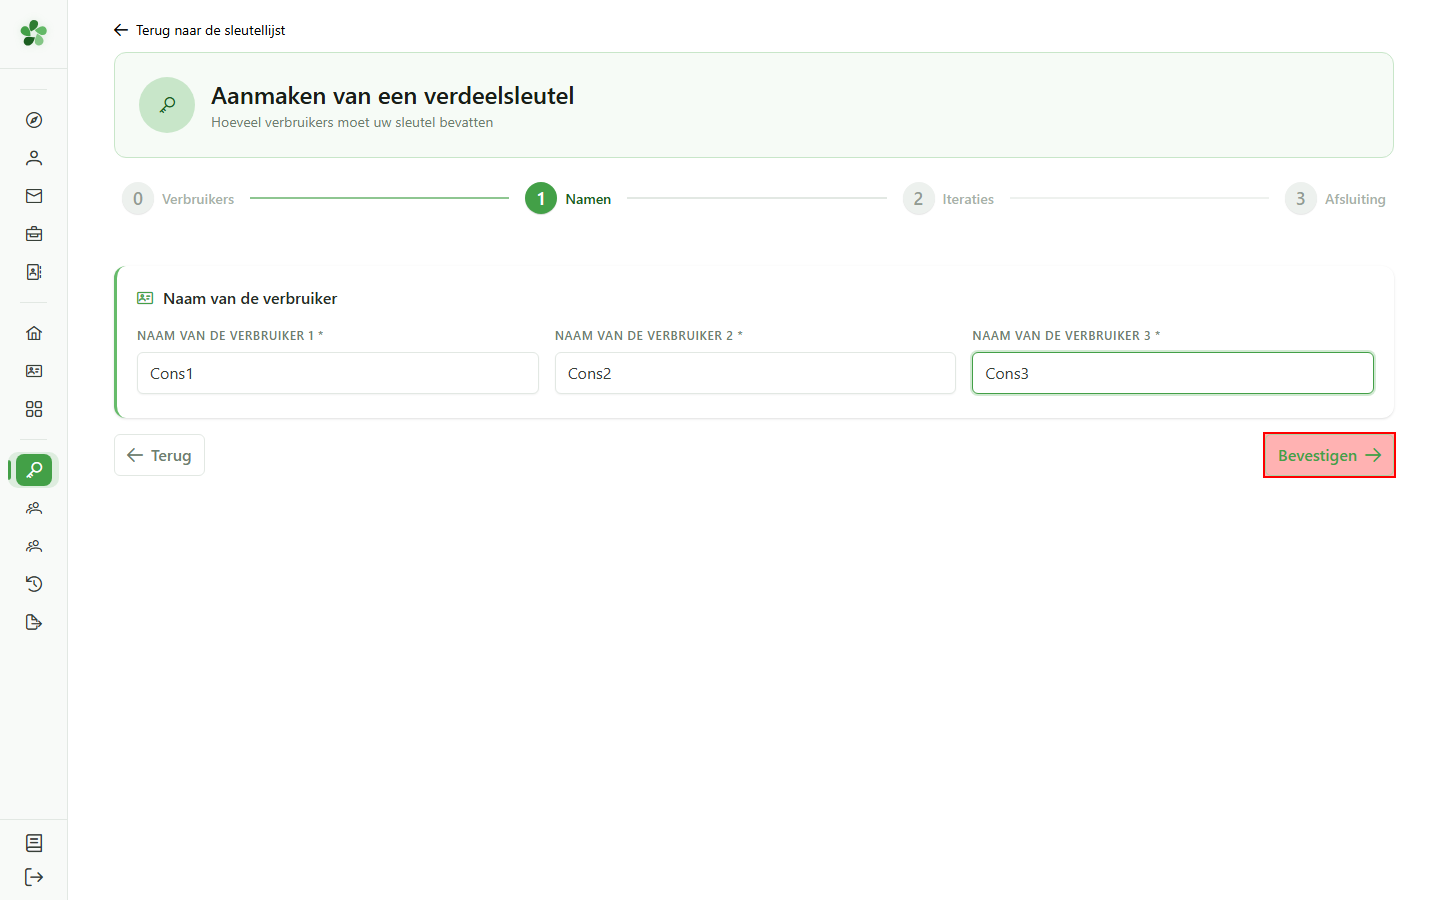 Terug naar de sleutellijst
Aanmaken van een verdeelsleutel
Hoeveel verbruikers moet uw sleutel bevatten
0 Verbruikers 1 Namen 2 Iteraties 3 Afsluiting
Naam van de verbruiker
NAAM VAN DE VERBRUIKER 1 * NAAM VAN DE VERBRUIKER 2 * NAAM VAN DE VERBRUIKER 3 *
Cons1 Cons2 Cons3
Terug Bevestigen